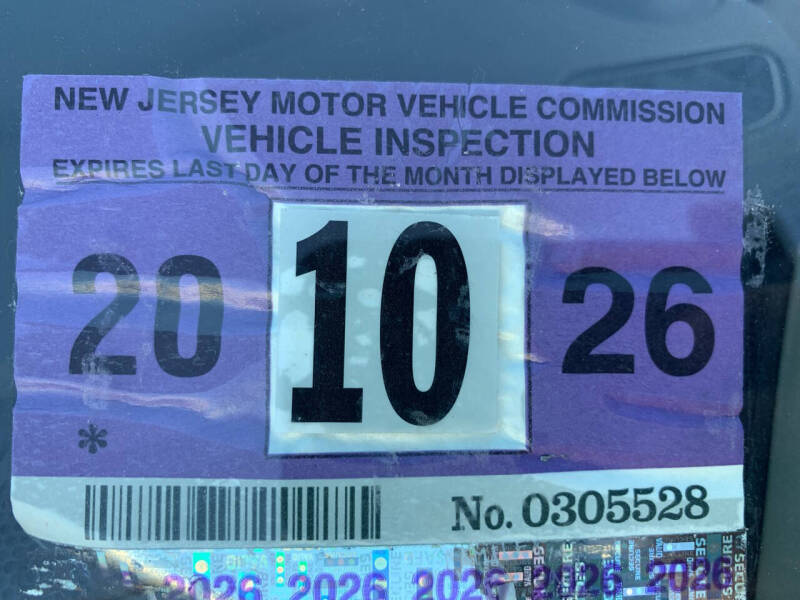 NEW JERSEY MOTOR VEHICLE COMMISSION
VEHICLE INSPECTION
EXPIRES LAST DAY OF THE MONTH DISPLAYED BELOW
20 10 26
*
No. 0305528
2026 2026 2026 2026 2026